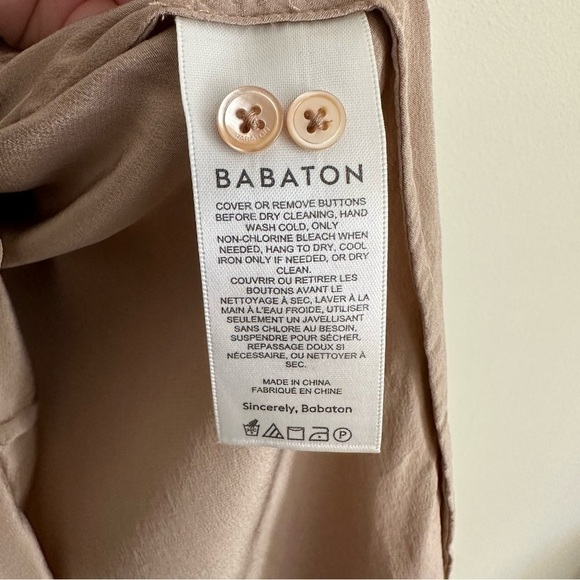 BABATON
COVER OR REMOVE BUTTONS
BEFORE DRY CLEANING, HAND
WASH COLD, ONLY
NON-CHLORINE BLEACH WHEN
NEEDED, HANG TO DRY, COOL
IRON ONLY IF NEEDED, OR DRY
CLEAN.
COUVRIR OU RETIRER LES
BOUTONS AVANT LE
NETTOYAGE À SEC, LAVER À LA
MAIN À L'EAU FROIDE, UTILISER
SEULEMENT UN JAVELLISANT
SANS CHLORE AU BESOIN,
SUSPENDRE POUR SÉCHER,
REPASSAGE DOUX SI
NÉCESSAIRE, OU NETTOYER À
SEC.
MADE IN CHINA
FABRIQUÉ EN CHINE
Sincerely, Babaton
P